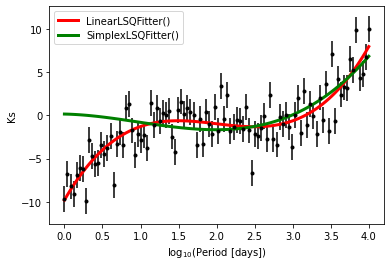 LinearLSQFitter()
SimplexLSQFitter()
10
5
0
−5
−10
Ks
0.0 0.5 1.0 1.5 2.0 2.5 3.0 3.5 4.0
log₁₀(Period [days])